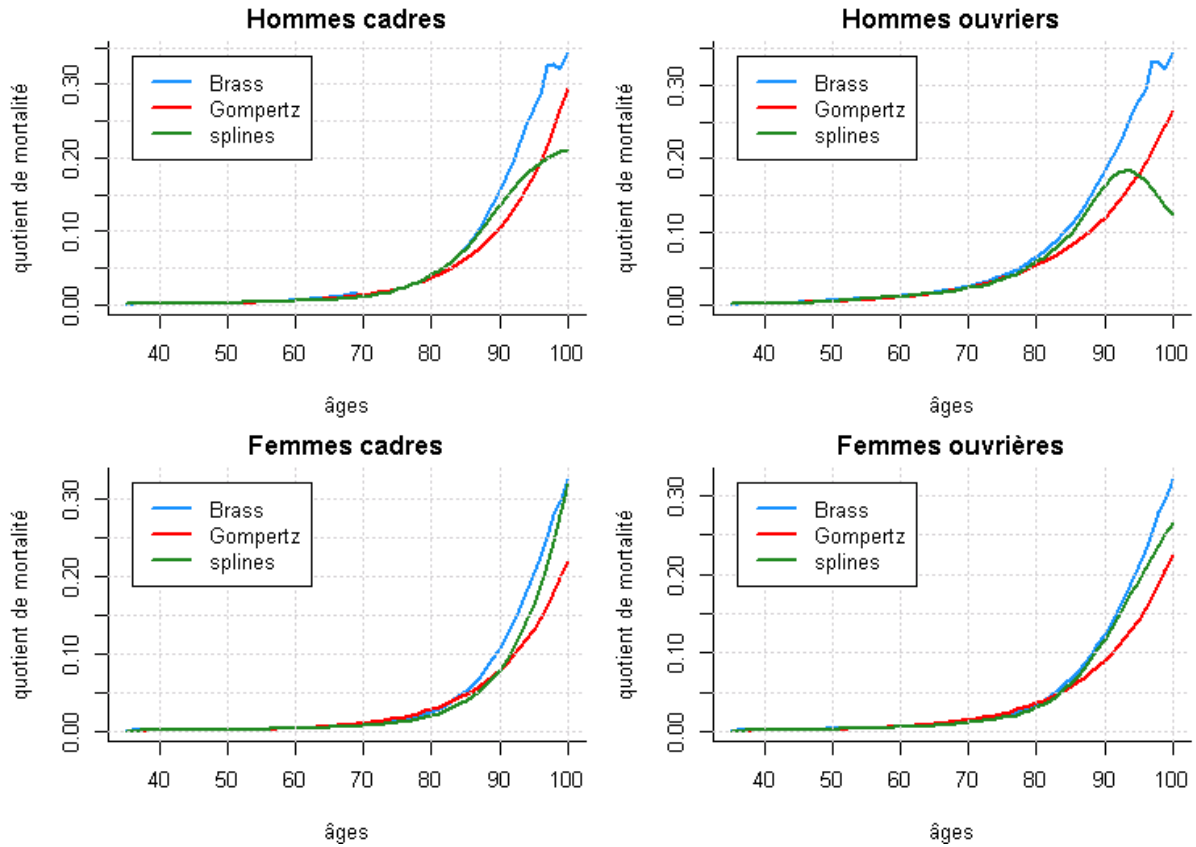 Hommes cadres
quotient de mortalité
0.00
0.10
0.20
0.30
Brass
Gompertz
splines
40 50 60 70 80 90 100
âges
Hommes ouvriers
quotient de mortalité
0.00
0.10
0.20
0.30
Brass
Gompertz
splines
40 50 60 70 80 90 100
âges
Femmes cadres
quotient de mortalité
0.00
0.10
0.20
0.30
Brass
Gompertz
splines
40 50 60 70 80 90 100
âges
Femmes ouvrières
quotient de mortalité
0.00
0.10
0.20
0.30
Brass
Gompertz
splines
40 50 60 70 80 90 100
âges